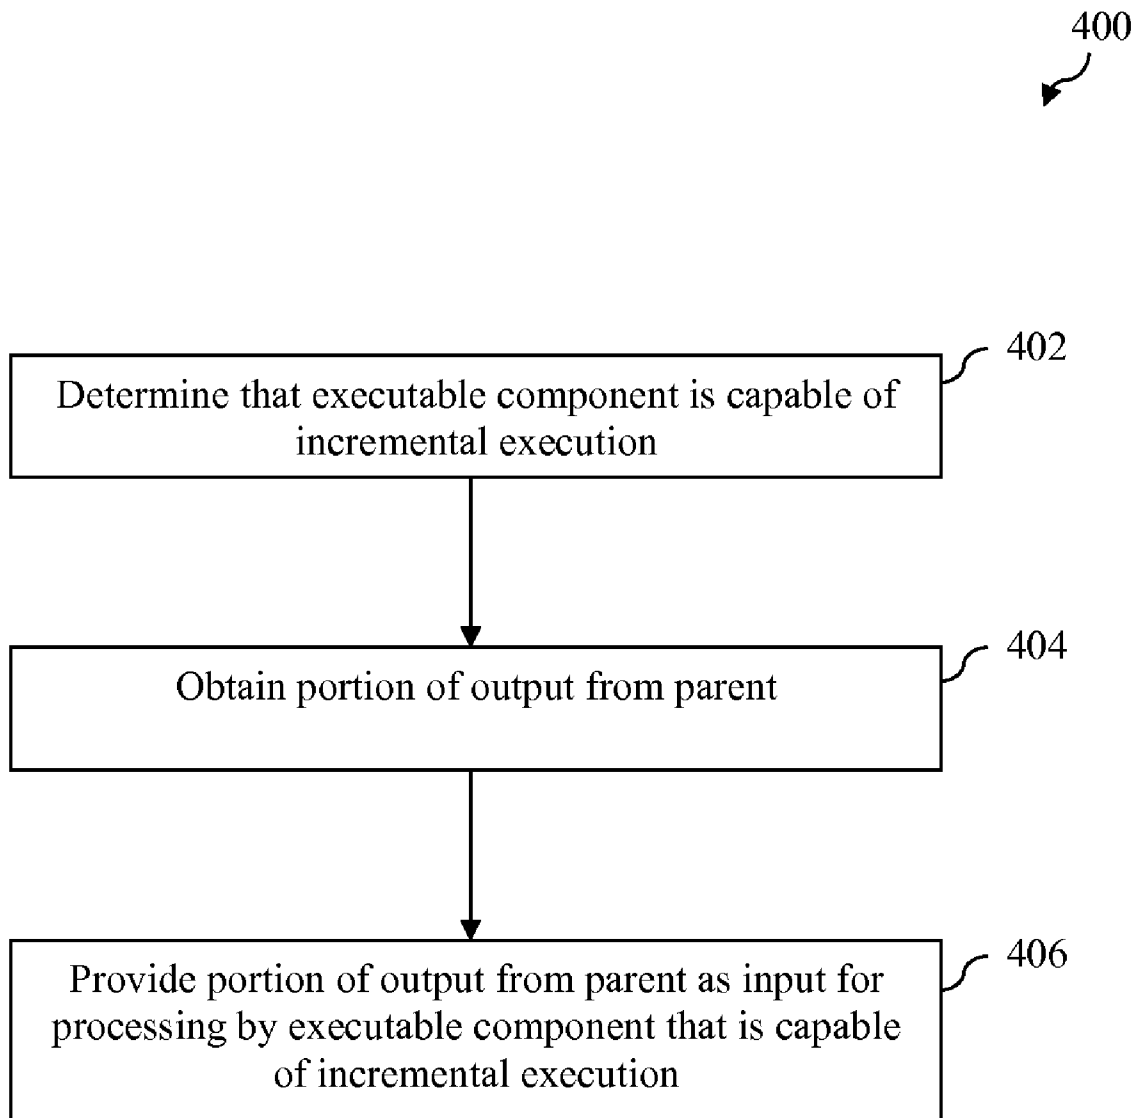 400
402
Determine that executable component is capable of
incremental execution
404
Obtain portion of output from parent
406
Provide portion of output from parent as input for
processing by executable component that is capable
of incremental execution